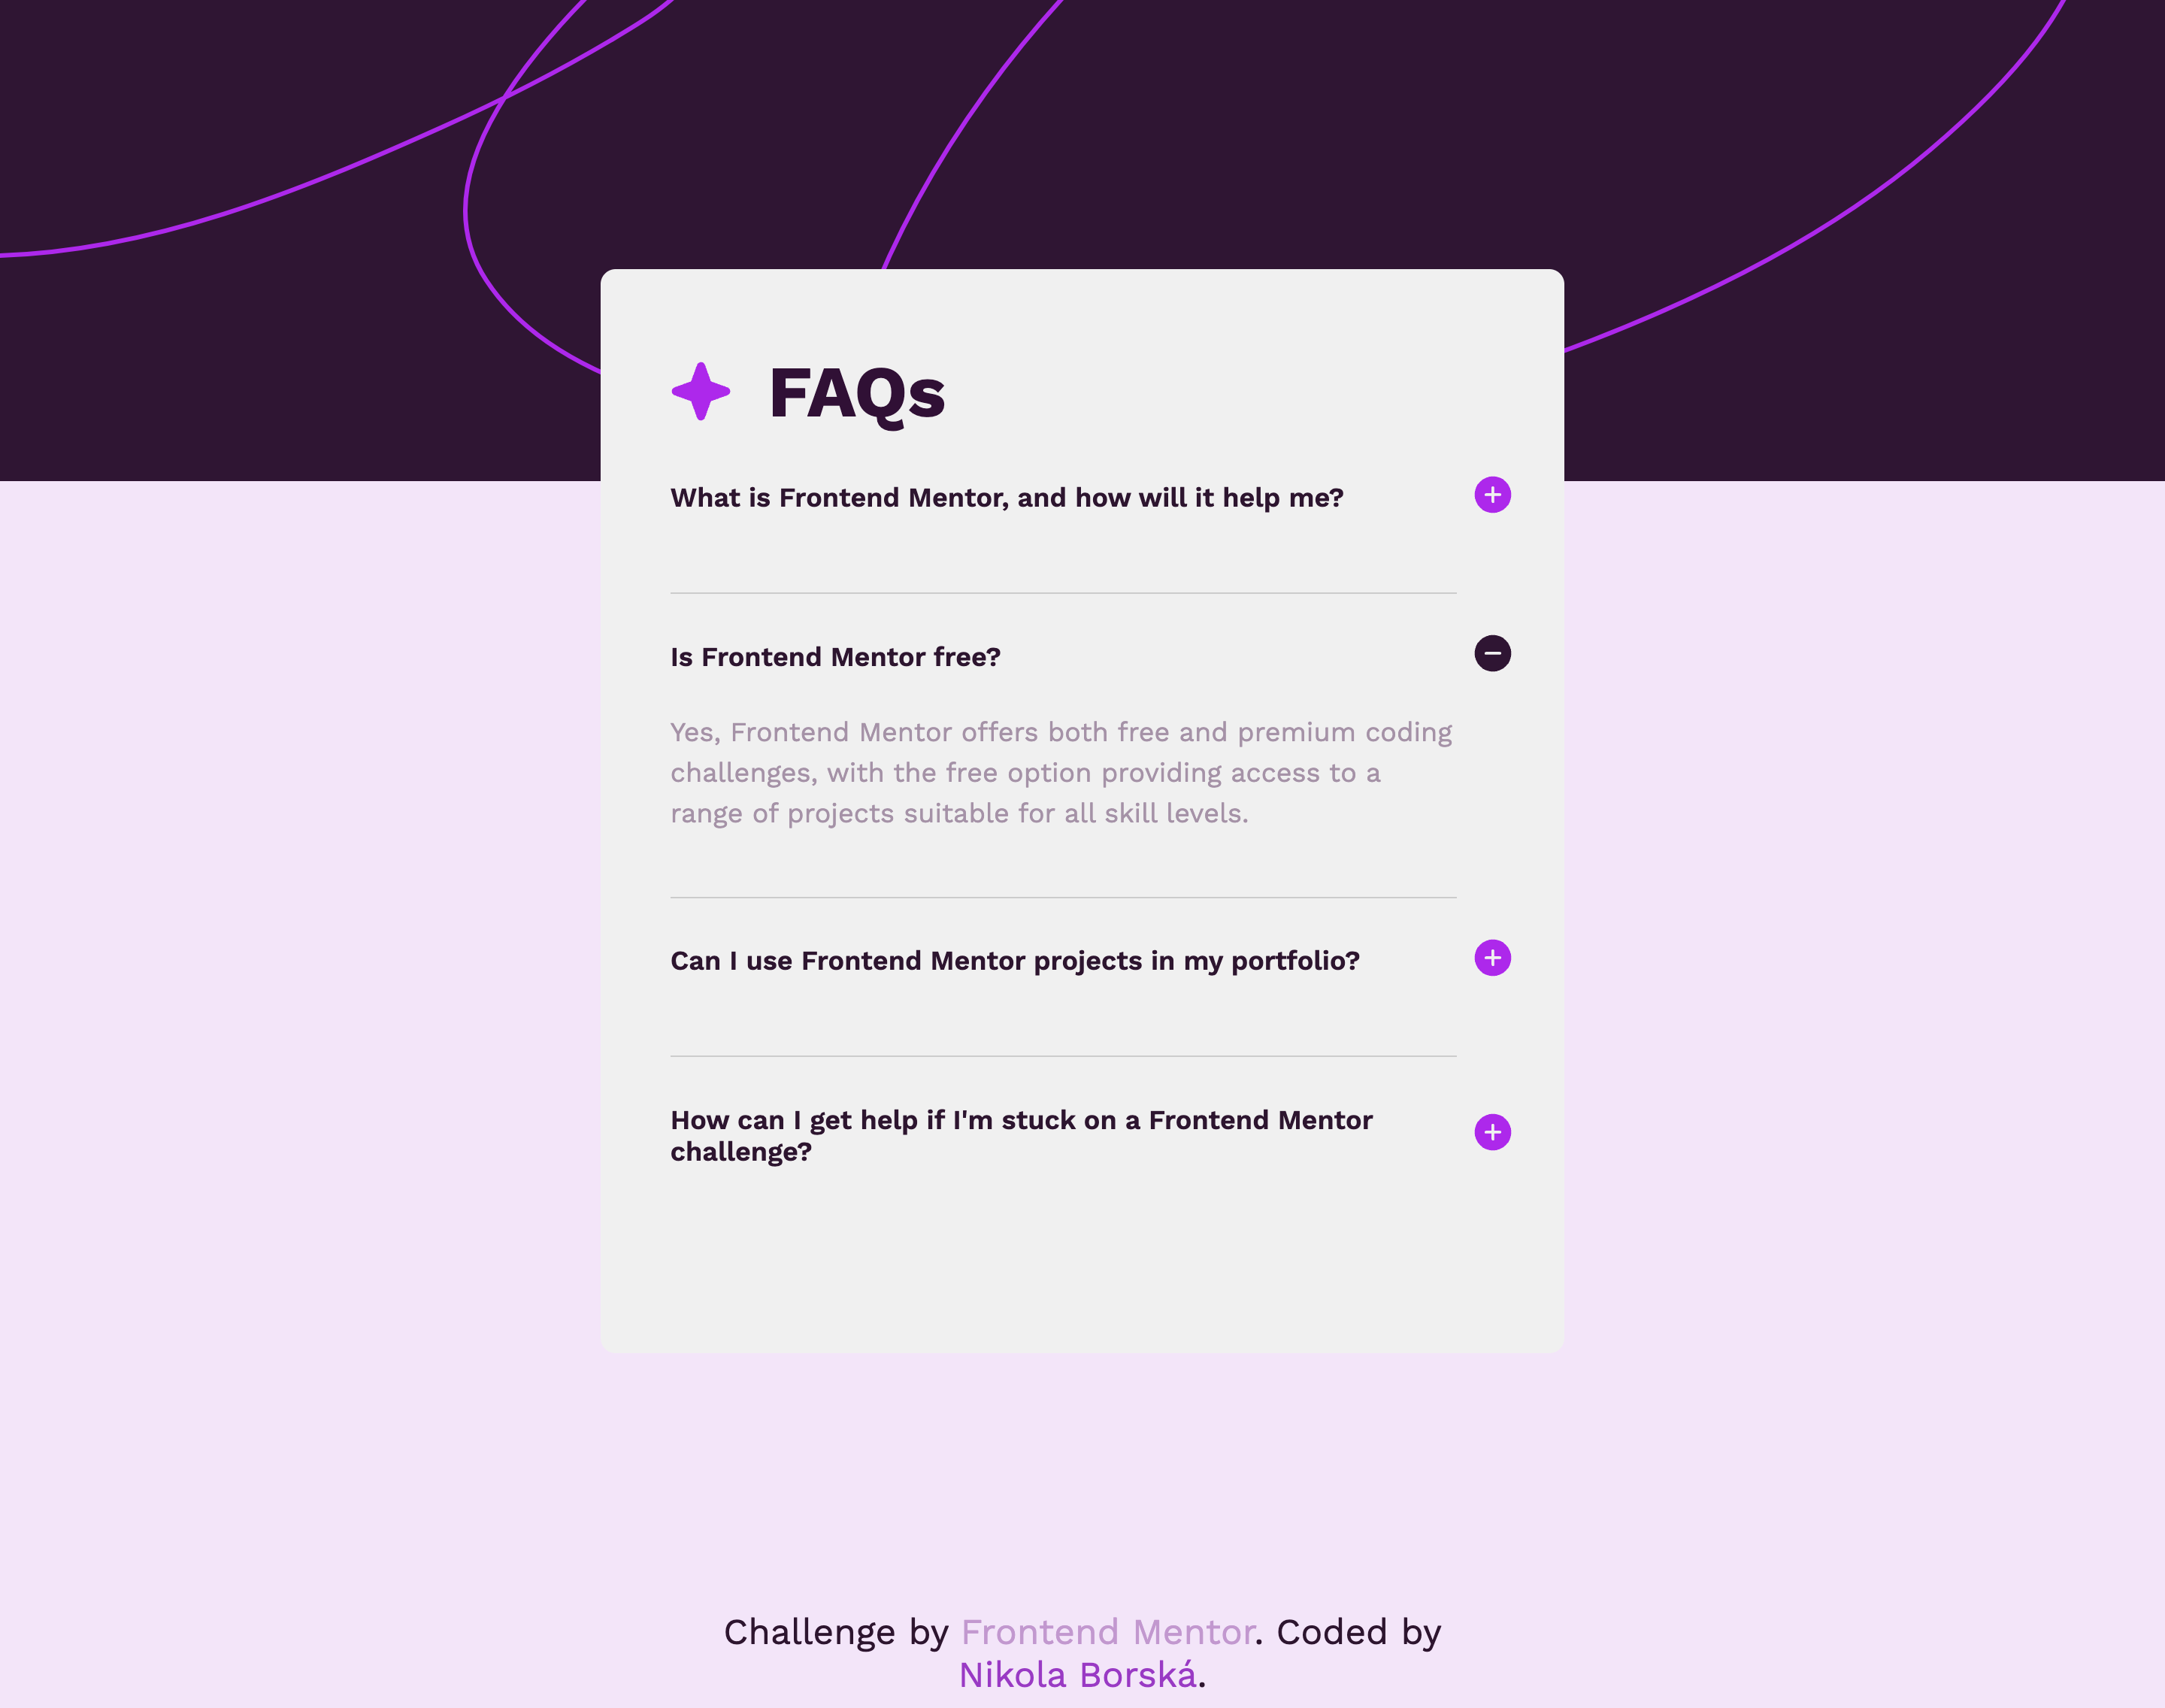 FAQs
What is Frontend Mentor, and how will it help me?
Is Frontend Mentor free?
Yes, Frontend Mentor offers both free and premium coding
challenges, with the free option providing access to a
range of projects suitable for all skill levels.
Can I use Frontend Mentor projects in my portfolio?
How can I get help if I'm stuck on a Frontend Mentor
challenge?
Challenge by Frontend Mentor. Coded by
Nikola Borská.